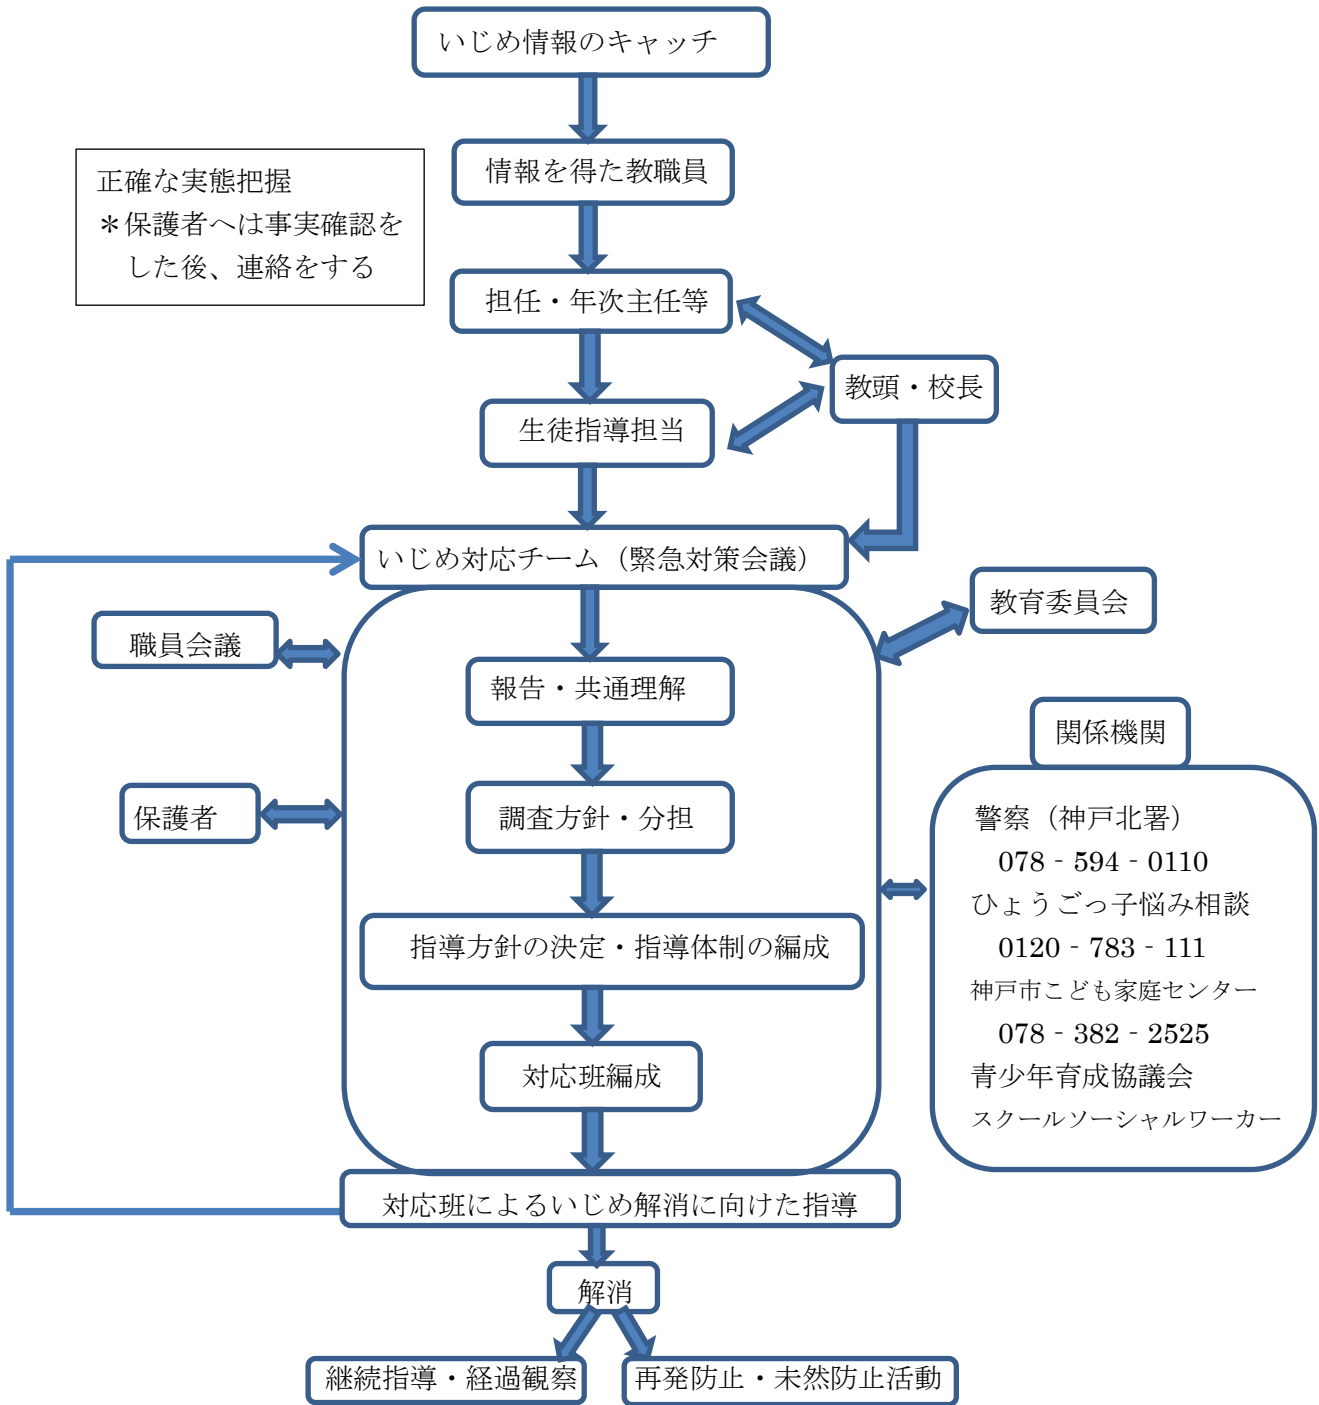 いじめ情報のキャッチ
情報を得た教職員
正確な実態把握
＊保護者へは事実確認を
した後、連絡をする
担任・年次主任等
教頭・校長
生徒指導担当
いじめ対応チーム（緊急対策会議）
教育委員会
職員会議
報告・共通理解
関係機関
保護者
調査方針・分担
警察（神戸北署）
078‐594‐0110
ひょうごっ子悩み相談
0120‐783‐111
神戸市こども家庭センター
078‐382‐2525
青少年育成協議会
スクールソーシャルワーカー
指導方針の決定・指導体制の編成
対応班編成
対応班によるいじめ解消に向けた指導
解消
継続指導・経過観察
再発防止・未然防止活動